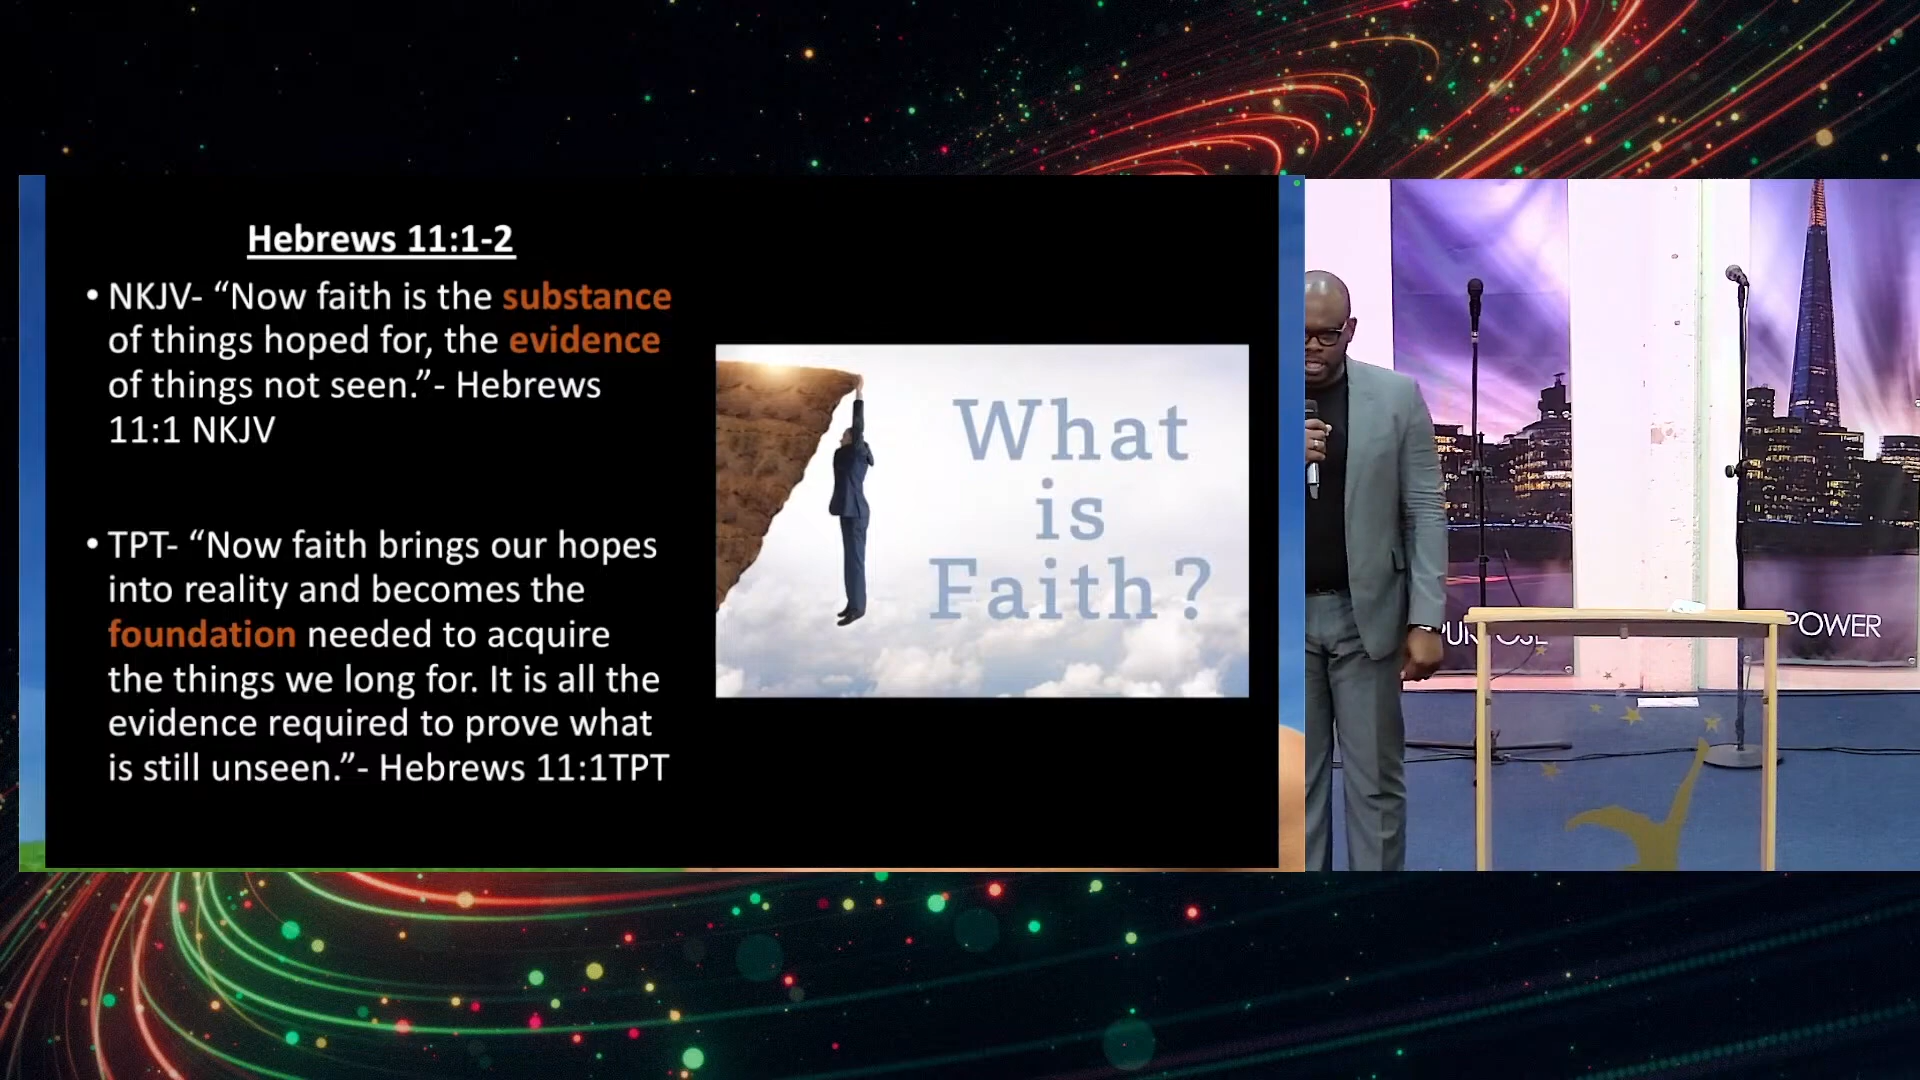 Hebrews 11:1-2
• NKJV- “Now faith is the substance
of things hoped for, the evidence
of things not seen.”- Hebrews
11:1 NKJV
• TPT- “Now faith brings our hopes
into reality and becomes the
foundation needed to acquire
the things we long for. It is all the
evidence required to prove what
is still unseen.”- Hebrews 11:1TPT
What
is
Faith?
PURPOSE
POWER